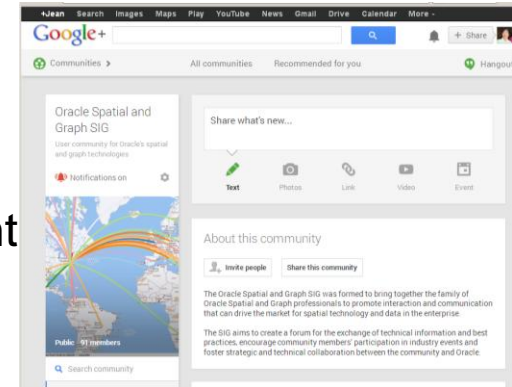 +Jean Search Images Maps Play YouTube News Gmail Drive Calendar More
Google+
+ Share
Communities >
All communities Recommended for you
Hangout
Oracle Spatial and
Graph SIG
User community for Oracle's spatial
and graph technologies
Notifications on
Share what's new...
Text Photos Link Video Event
nt
About this community
Invite people Share this community
The Oracle Spatial and Graph SIG was formed to bring together the family of
Oracle Spatial and Graph professionals to promote interaction and communication
that can drive the market for spatial technology and data in the enterprise.
The SIG aims to create a forum for the exchange of technical information and best
practices, encourage community members' participation in industry events and
foster strategic and technical collaboration between the community and Oracle.
Public · 91 members
Search community